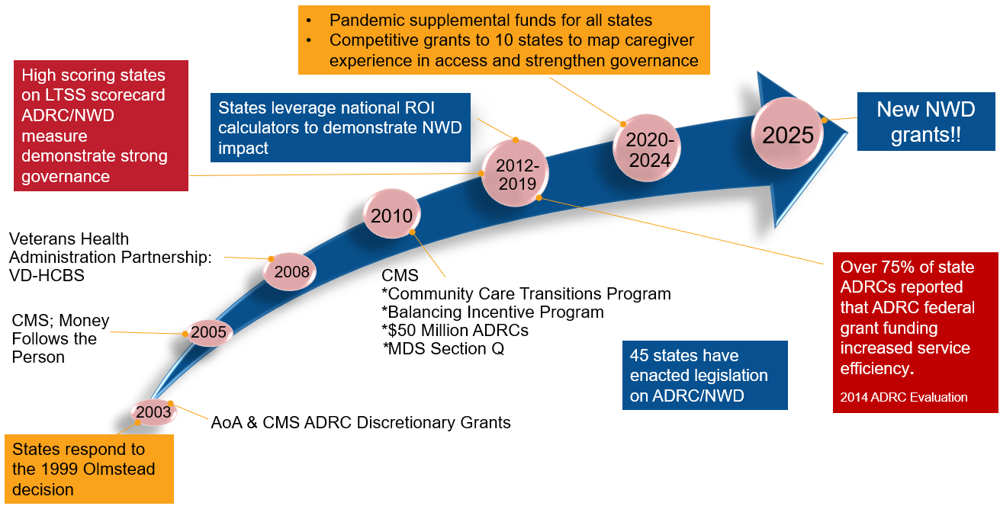 • Pandemic supplemental funds for all states
• Competitive grants to 10 states to map caregiver
experience in access and strengthen governance
High scoring states
on LTSS scorecard
ADRC/NWD
measure
demonstrate strong
governance
States leverage national ROI
calculators to demonstrate NWD
impact
New NWD
grants!!
2025
2020-
2024
2012-
2019
2010
2008
2005
2003
Veterans Health
Administration Partnership:
VD-HCBS
CMS; Money
Follows the
Person
CMS
*Community Care Transitions Program
*Balancing Incentive Program
*$50 Million ADRCs
*MDS Section Q
45 states have
enacted legislation
on ADRC/NWD
Over 75% of state
ADRCs reported
that ADRC federal
grant funding
increased service
efficiency.
2014 ADRC Evaluation
AoA & CMS ADRC Discretionary Grants
States respond to
the 1999 Olmstead
decision